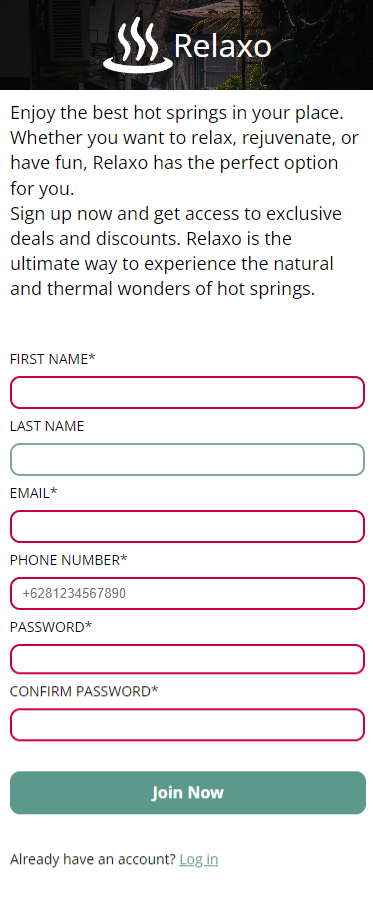 Relaxo
Enjoy the best hot springs in your place.
Whether you want to relax, rejuvenate, or
have fun, Relaxo has the perfect option
for you.
Sign up now and get access to exclusive
deals and discounts. Relaxo is the
ultimate way to experience the natural
and thermal wonders of hot springs.
FIRST NAME*
LAST NAME
EMAIL*
PHONE NUMBER*
+6281234567890
PASSWORD*
CONFIRM PASSWORD*
Join Now
Already have an account? Log in